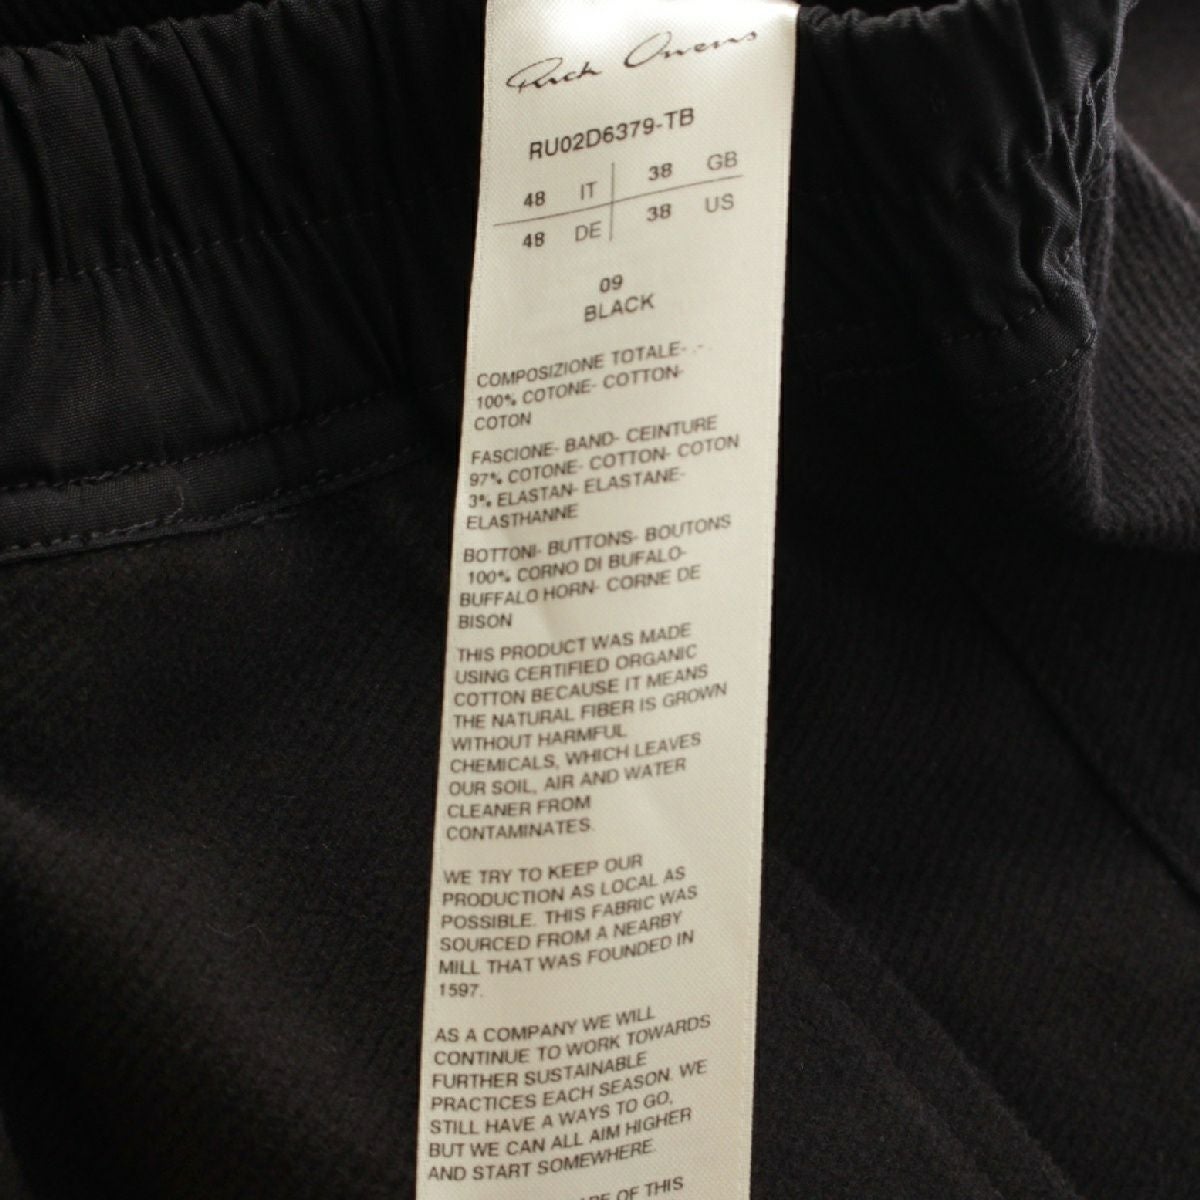 Rick Owens
RU02D6379-TB
48 IT 38 GB
48 DE 38 US
09
BLACK
COMPOSIZIONE TOTALE- .-.
100% COTONE- COTTON-
COTON
FASCIONE- BAND- CEINTURE
97% COTONE- COTTON- COTON
3% ELASTAN- ELASTANE-
ELASTHANNE
BOTTONI- BUTTONS- BOUTONS
100% CORNO DI BUFALO-
BUFFALO HORN- CORNE DE
BISON
THIS PRODUCT WAS MADE
USING CERTIFIED ORGANIC
COTTON BECAUSE IT MEANS
THE NATURAL FIBER IS GROWN
WITHOUT HARMFUL
CHEMICALS, WHICH LEAVES
OUR SOIL, AIR AND WATER
CLEANER FROM
CONTAMINATES.
WE TRY TO KEEP OUR
PRODUCTION AS LOCAL AS
POSSIBLE. THIS FABRIC WAS
SOURCED FROM A NEARBY
MILL THAT WAS FOUNDED IN
1597.
AS A COMPANY WE WILL
CONTINUE TO WORK TOWARDS
FURTHER SUSTAINABLE
PRACTICES EACH SEASON. WE
STILL HAVE A WAYS TO GO,
BUT WE CAN ALL AIM HIGHER
AND START SOMEWHERE.
OF THIS